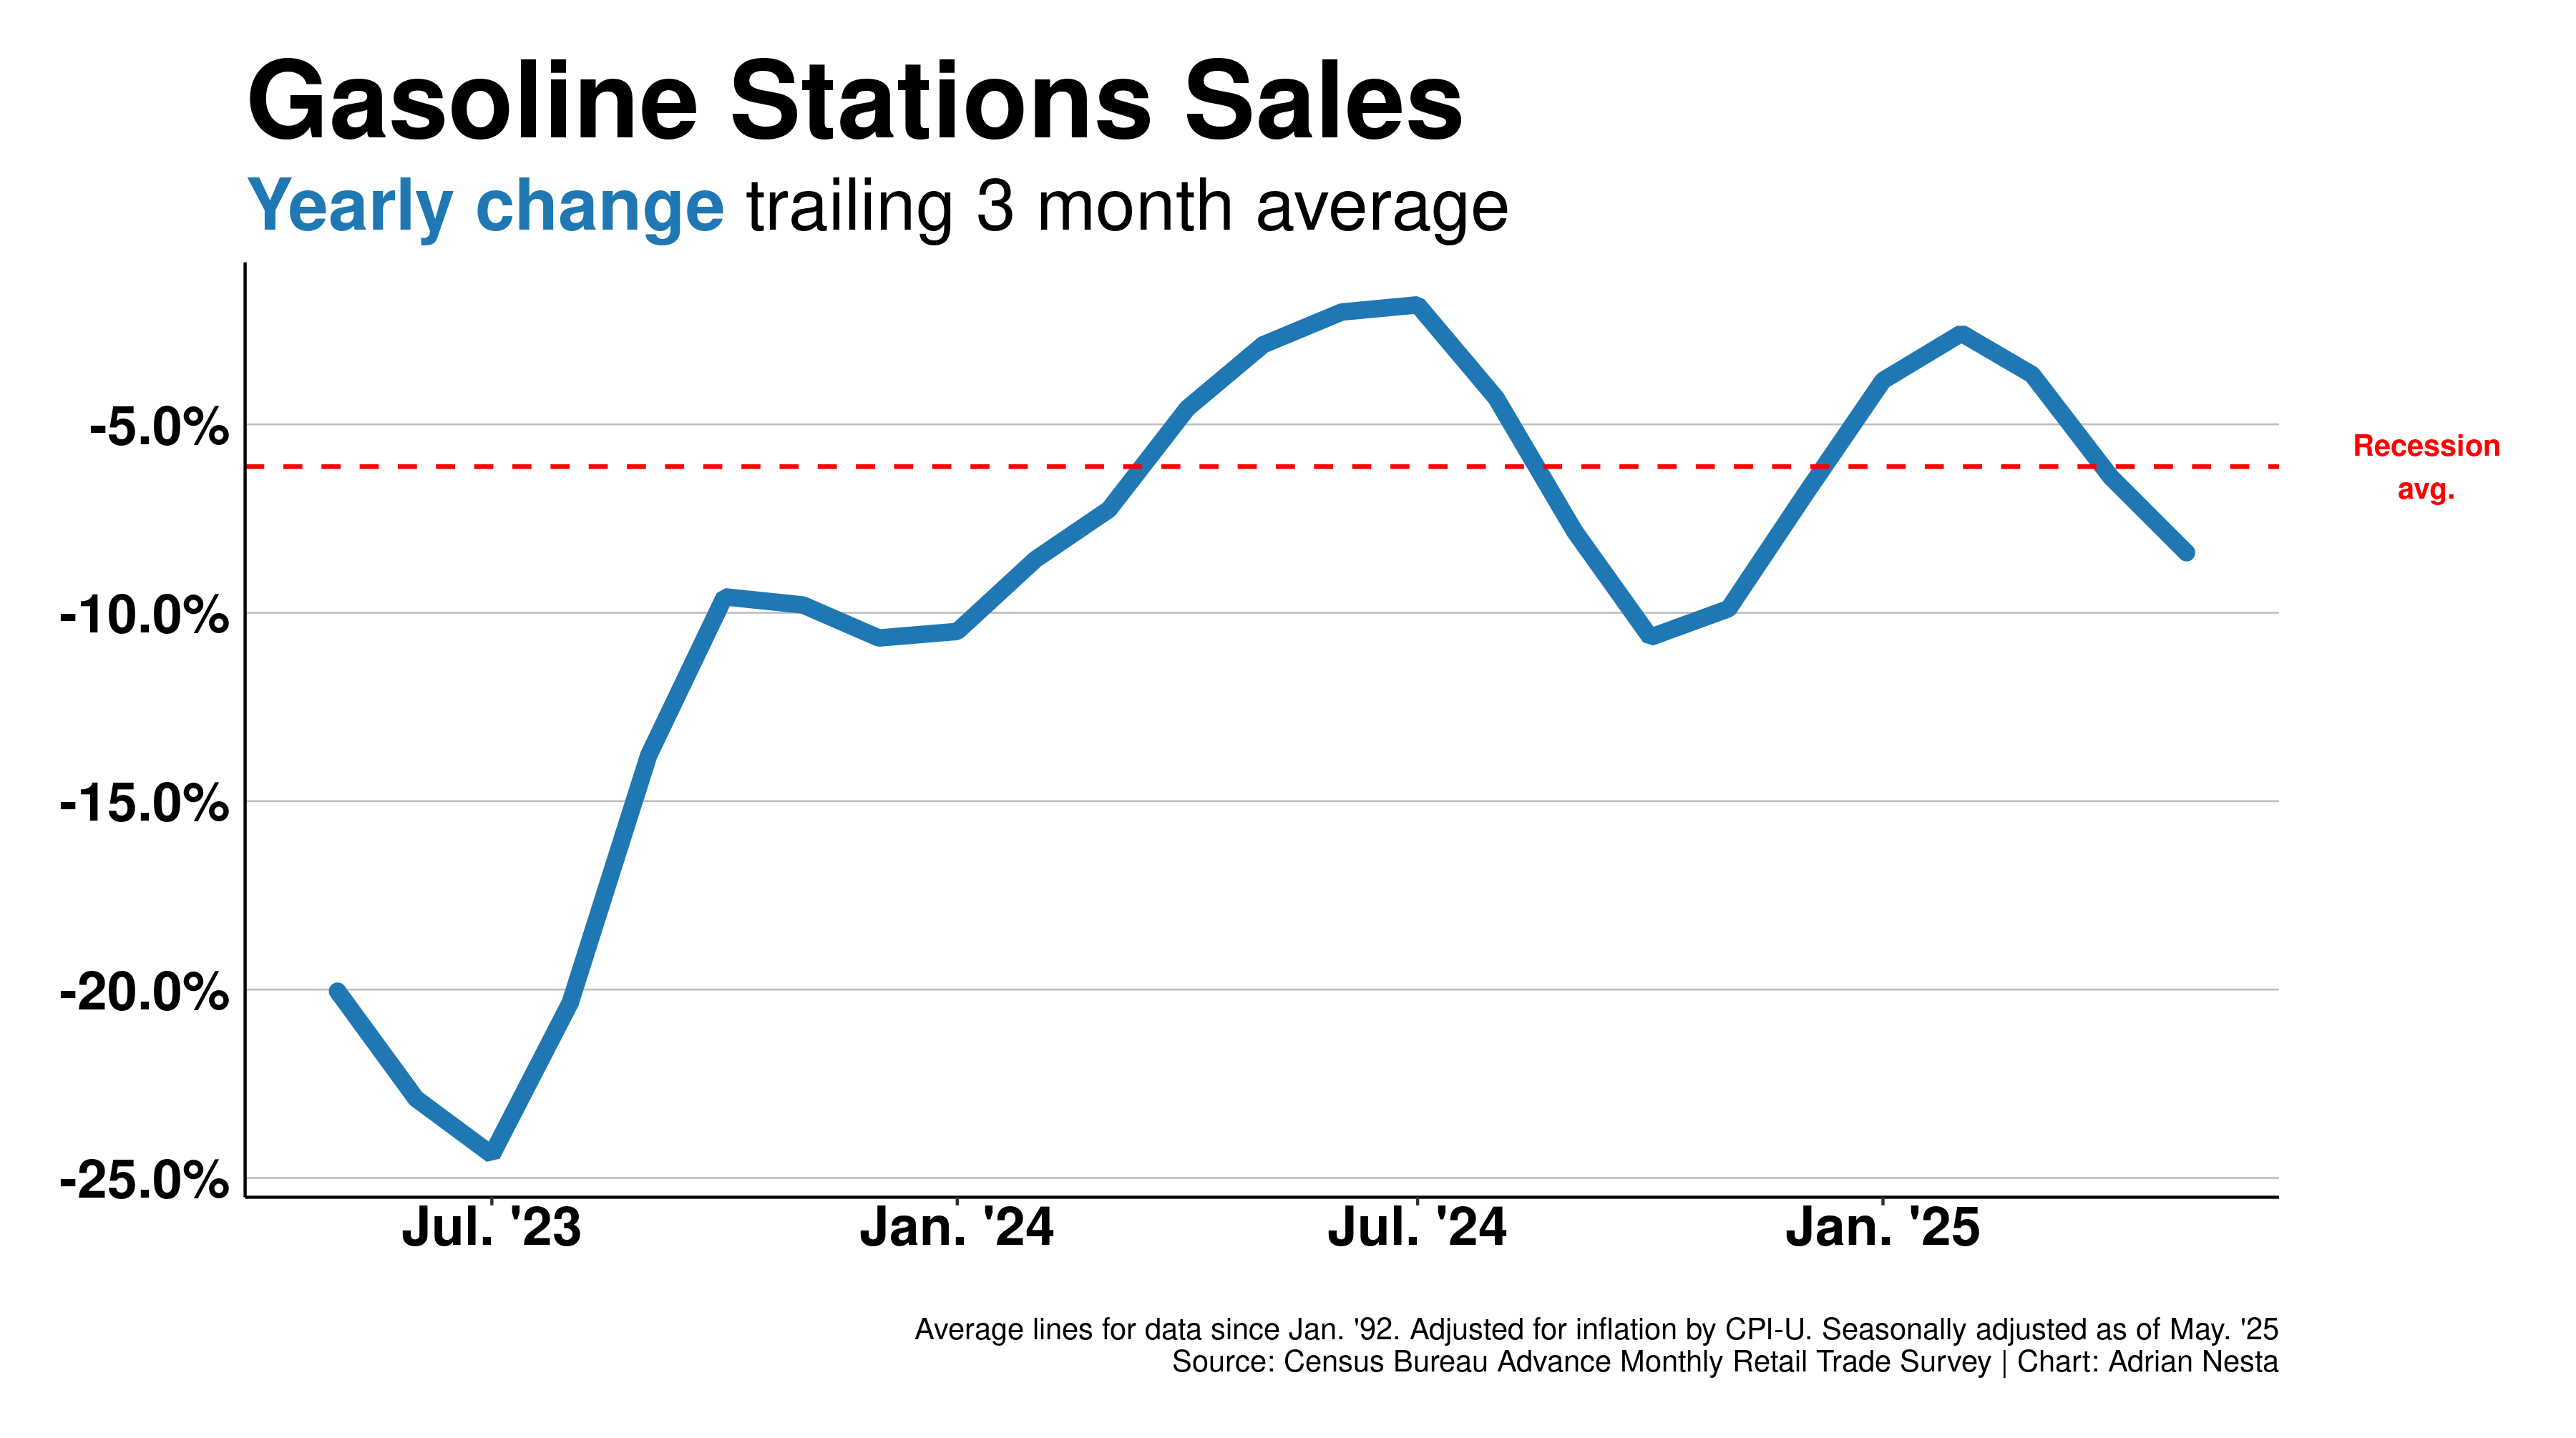 Gasoline Stations Sales
Yearly change trailing 3 month average
-5.0%
Recession
avg.
-10.0%
-15.0%
-20.0%
-25.0%
Jul. '23
Jan. '24
Jul. '24
Jan. '25
Average lines for data since Jan. '92. Adjusted for inflation by CPI-U. Seasonally adjusted as of May. '25
Source: Census Bureau Advance Monthly Retail Trade Survey | Chart: Adrian Nesta